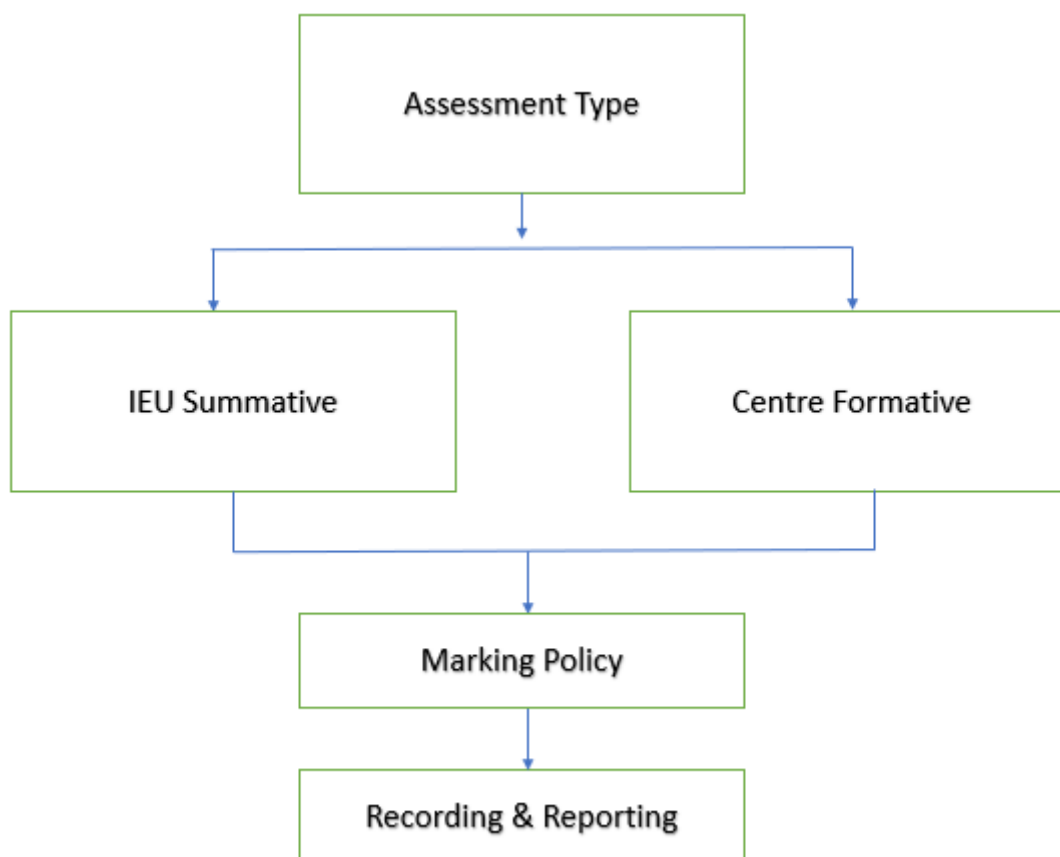 Assessment Type
IEU Summative
Centre Formative
Marking Policy
Recording & Reporting